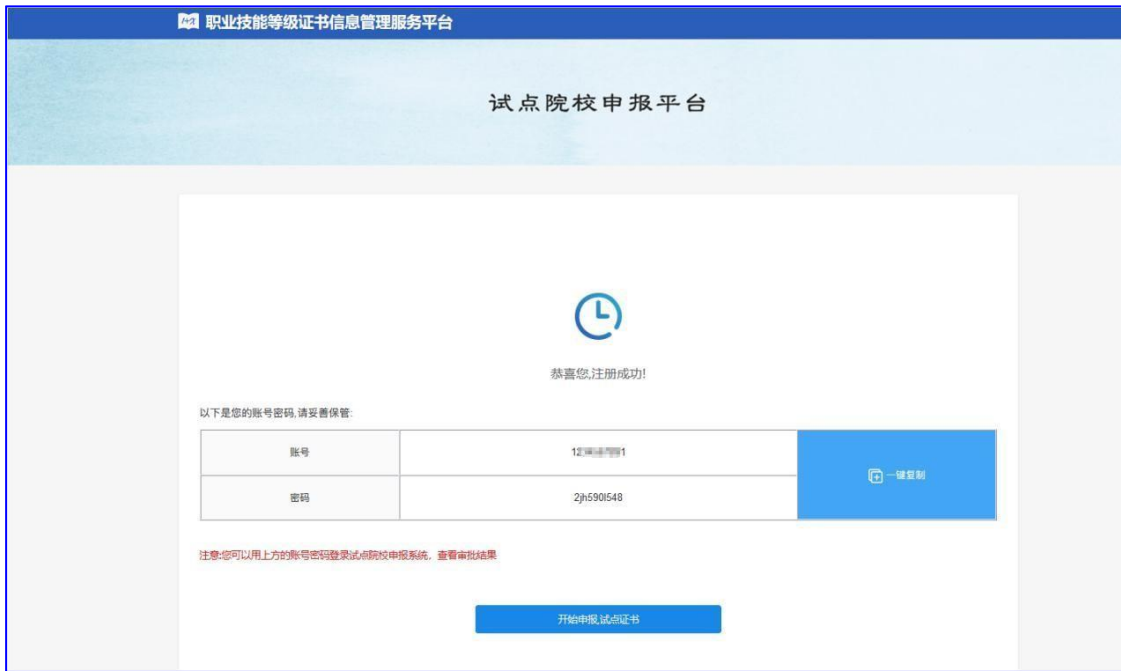 职业技能等级证书信息管理服务平台
试点院校申报平台
恭喜您,注册成功!
以下是您的账号密码,请妥善保管:
账号
一键复制
密码
2jh590l548
注意:您可以用上方的账号密码登录试点院校申报系统，查看审批结果
开始申报,试点证书